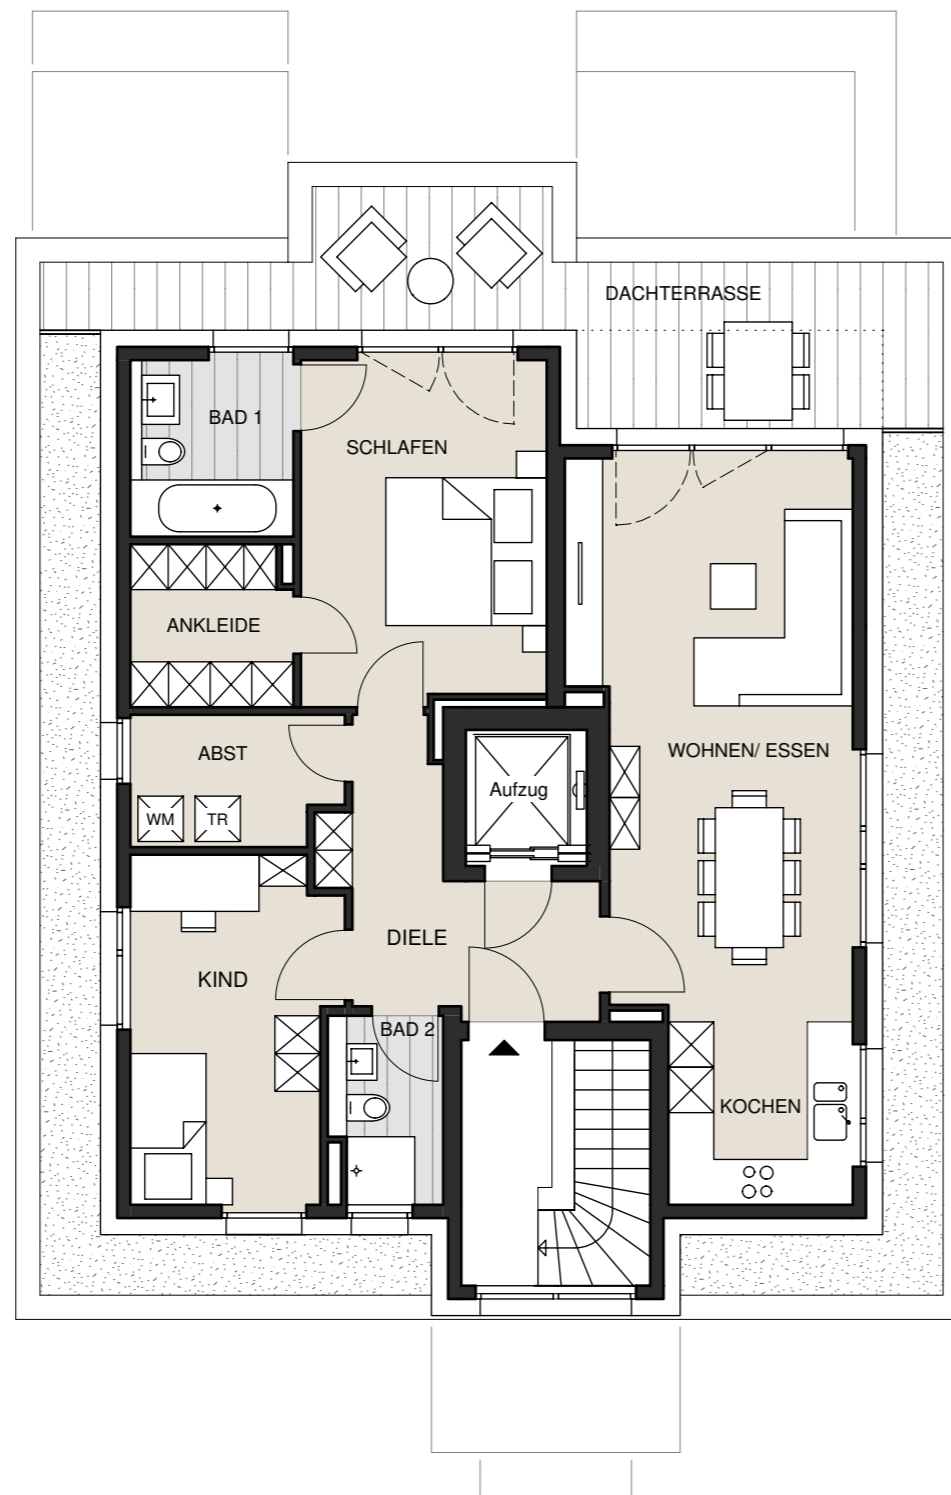 DACHTERRASSE
BAD 1
SCHLAFEN
ANKLEIDE
ABST
WM
TR
Aufzug
WOHNEN/ ESSEN
DIELE
KIND
BAD 2
KOCHEN